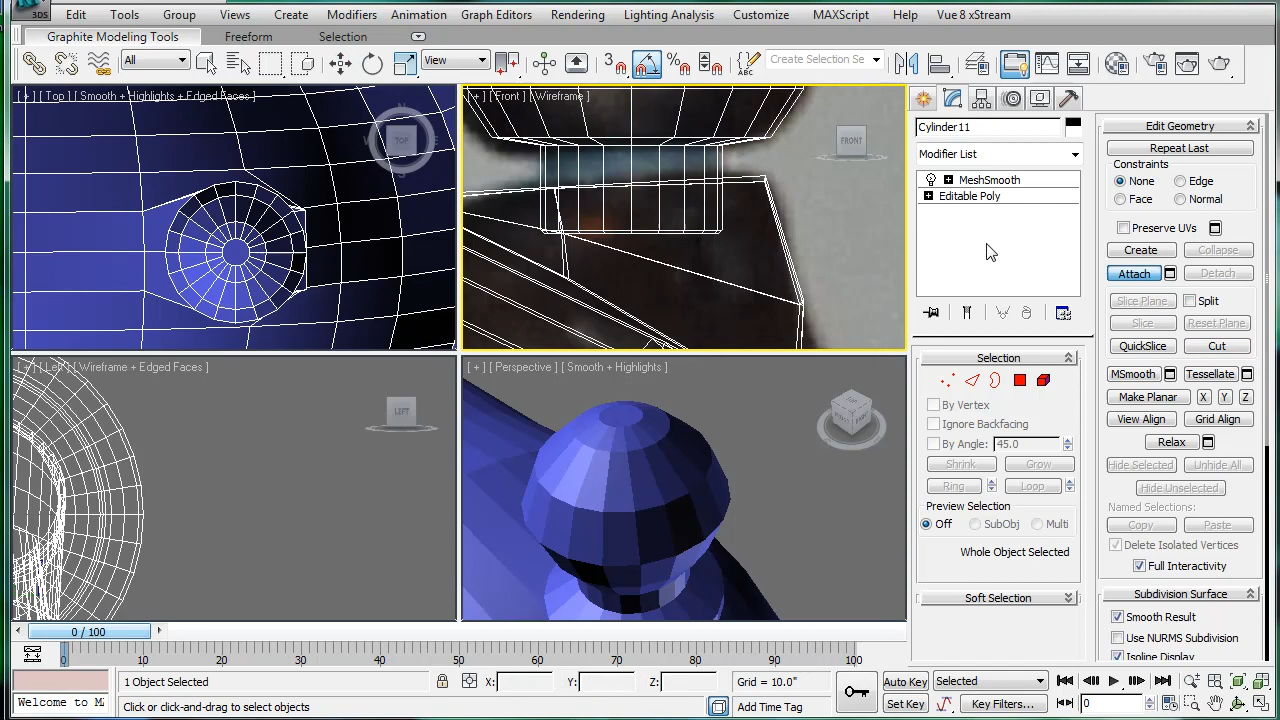 3DS Edit Tools Group Views Create Modifiers Animation Graph Editors Rendering Lighting Analysis Customize MAXScript Help Vue 8 xStream
Graphite Modeling Tools Freeform Selection
All View 3 ABC Create Selection Se
[ + ] [ Top ] [ Smooth + Highlights + Edged Faces ]
TOP
[ + ] [ Front ] [ Wireframe ]
FRONT
[ + ] [ Left ] [ Wireframe + Edged Faces ]
LEFT
[ + ] [ Perspective ] [ Smooth + Highlights ]
Cylinder11
Modifier List
MeshSmooth
Editable Poly
Selection
By Vertex
Ignore Backfacing
By Angle: 45.0
Shrink Grow
Ring Loop
Preview Selection
Off SubObj Multi
Whole Object Selected
Soft Selection
Edit Geometry
Repeat Last
Constraints
None Edge
Face Normal
Preserve UVs
Create Collapse
Attach Detach
Slice Plane Split
Slice Reset Plane
QuickSlice Cut
MSmooth Tessellate
Make Planar X Y Z
View Align Grid Align
Relax
Hide Selected Unhide All
Hide Unselected
Named Selections:
Copy Paste
Delete Isolated Vertices
Full Interactivity
Subdivision Surface
Smooth Result
Use NURMS Subdivision
Isoline Display
0 / 100
0 10 20 30 40 50 60 70 80 90 100
1 Object Selected X: Y: Z: Grid = 10.0" Auto Key Selected
Welcome to M Click or click-and-drag to select objects Add Time Tag Set Key Key Filters... 0